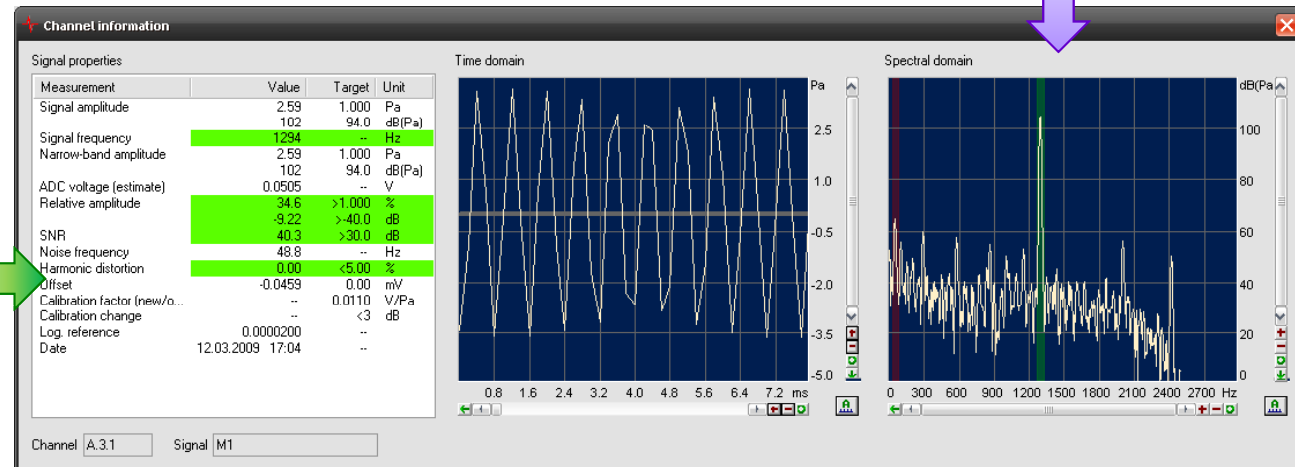 Channel information
Signal properties
Measurement Value Target Unit
Signal amplitude 2.59 1.000 Pa
102 94.0 dB(Pa)
Signal frequency 1294 -- Hz
Narrow-band amplitude 2.59 1.000 Pa
102 94.0 dB(Pa)
ADC voltage (estimate) 0.0505 -- V
Relative amplitude 34.6 >1.000 %
-9.22 >-40.0 dB
SNR 40.3 >30.0 dB
Noise frequency 48.8 -- Hz
Harmonic distortion 0.00 <5.00 %
Offset -0.0459 0.00 mV
Calibration factor (new/o... -- 0.0110 V/Pa
Calibration change -- <3 dB
Log. reference 0.0000200 --
Date 12.03.2009 17:04 --
Time domain
Pa
2.5
1.0
-0.5
-2.0
-3.5
-5.0
0.8 1.6 2.4 3.2 4.0 4.8 5.6 6.4 7.2 ms
A
Spectral domain
dB(Pa
100
80
60
40
20
0
0 300 600 900 1200 1500 1800 2100 2400 2700 Hz
A
Channel A.3.1 Signal M1